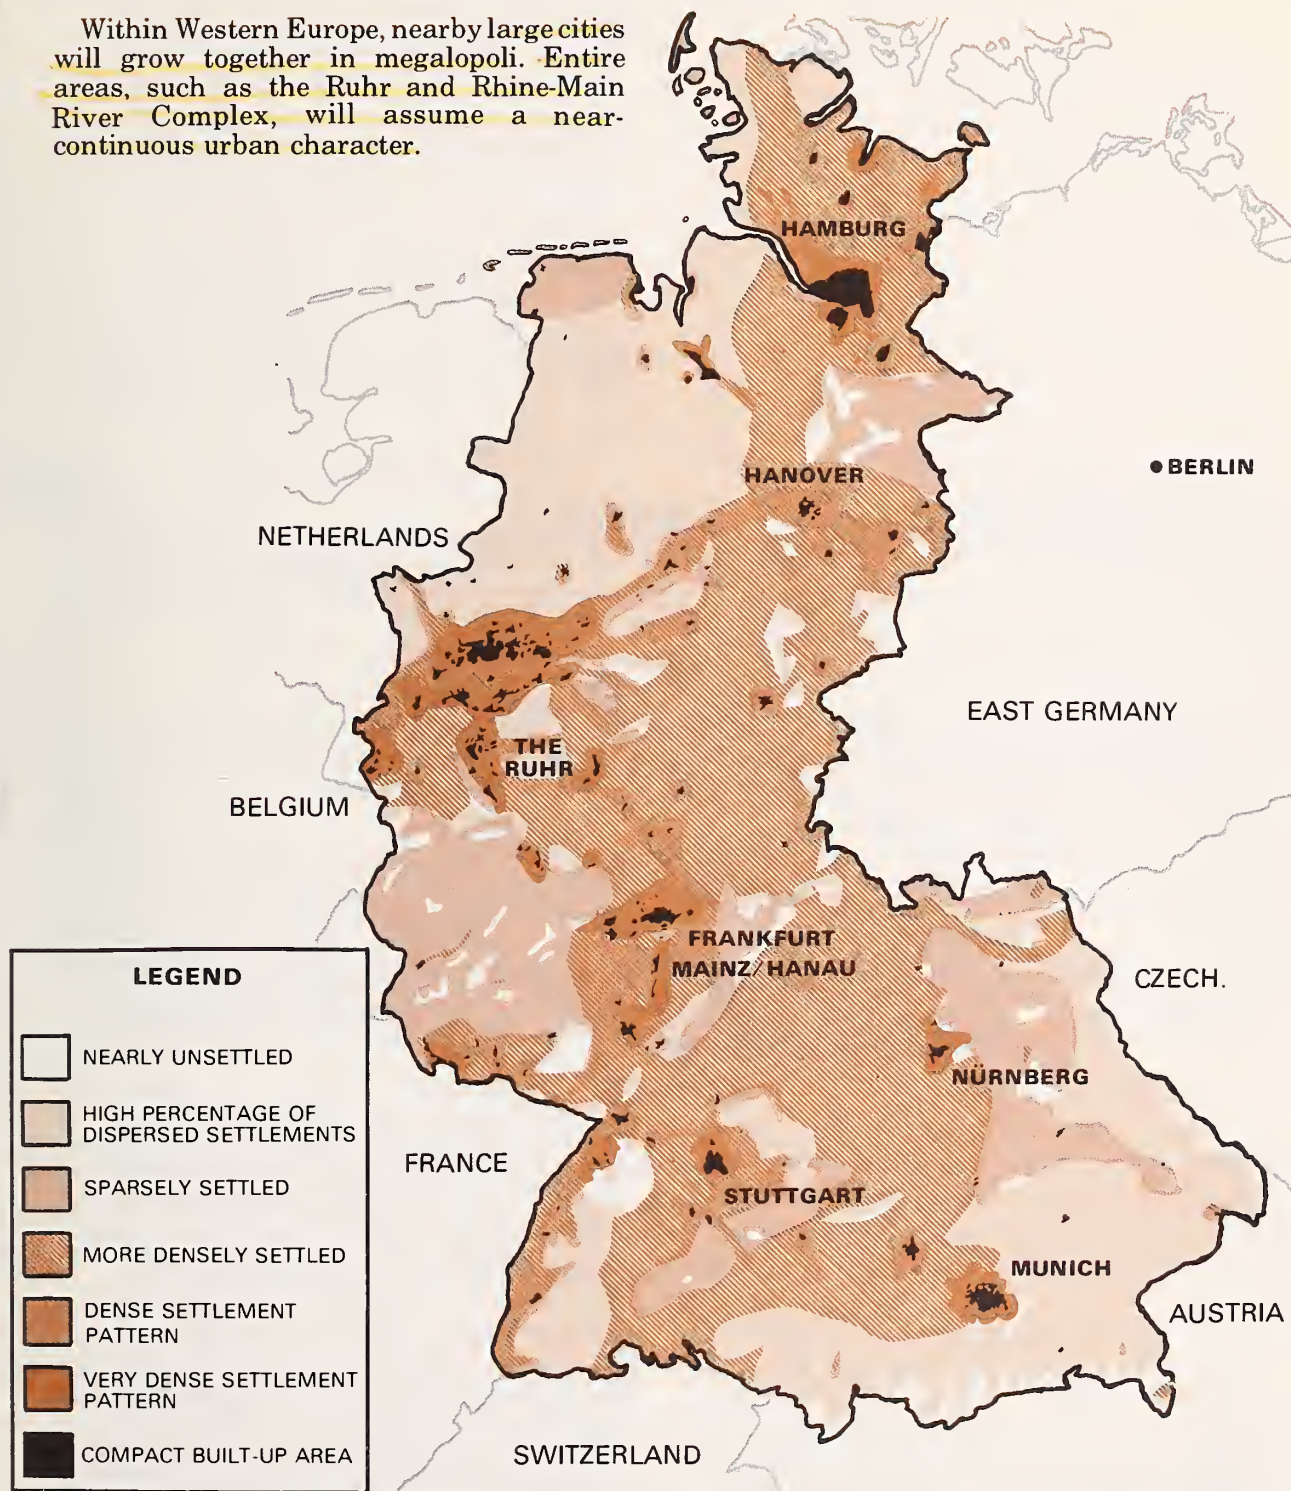 Within Western Europe, nearby large cities
will grow together in megalopoli. Entire
areas, such as the Ruhr and Rhine-Main
River Complex, will assume a near-
continuous urban character.
HAMBURG
HANOVER
BERLIN
NETHERLANDS
EAST GERMANY
THE
RUHR
BELGIUM
FRANKFURT
MAINZ/HANAU
CZECH.
NÜRNBERG
FRANCE
STUTTGART
MUNICH
AUSTRIA
SWITZERLAND
LEGEND
NEARLY UNSETTLED
HIGH PERCENTAGE OF
DISPERSED SETTLEMENTS
SPARSELY SETTLED
MORE DENSELY SETTLED
DENSE SETTLEMENT
PATTERN
VERY DENSE SETTLEMENT
PATTERN
COMPACT BUILT-UP AREA